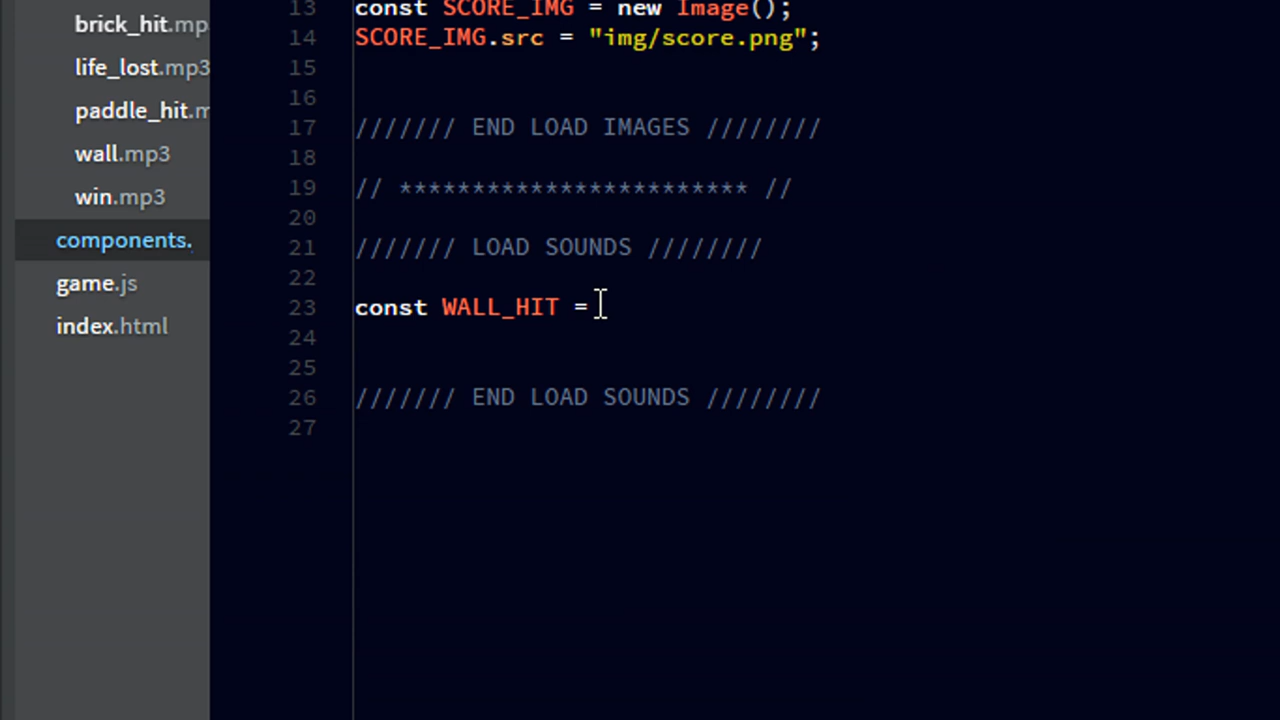 brick_hit.mp
life_lost.mp3
paddle_hit.m
wall.mp3
win.mp3
components.
game.js
index.html
13 const SCORE_IMG = new Image();
14 SCORE_IMG.src = "img/score.png";
15
16
17 /////// END LOAD IMAGES ////////
18
19 // ************************ //
20
21 /////// LOAD SOUNDS ////////
22
23 const WALL_HIT =
24
25
26 /////// END LOAD SOUNDS ////////
27